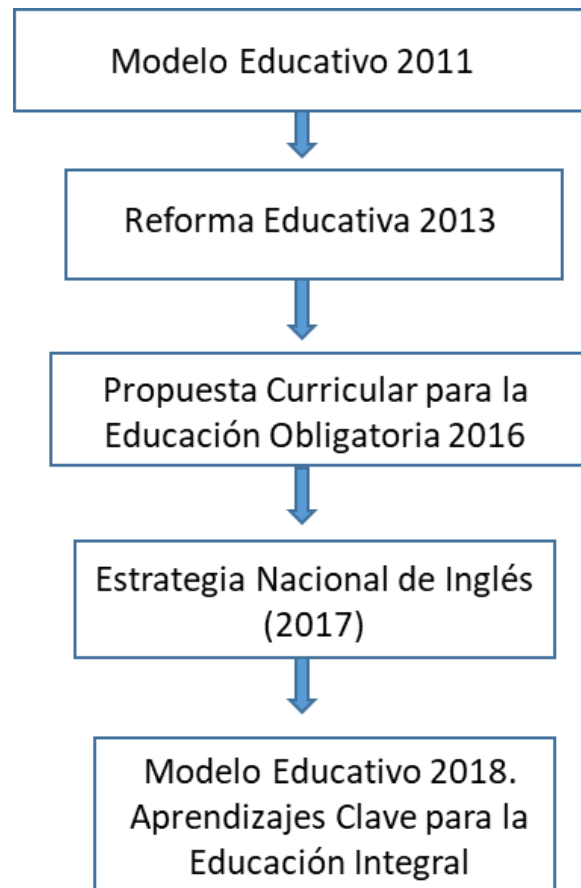 Modelo Educativo 2011
Reforma Educativa 2013
Propuesta Curricular para la
Educación Obligatoria 2016
Estrategia Nacional de Inglés
(2017)
Modelo Educativo 2018.
Aprendizajes Clave para la
Educación Integral